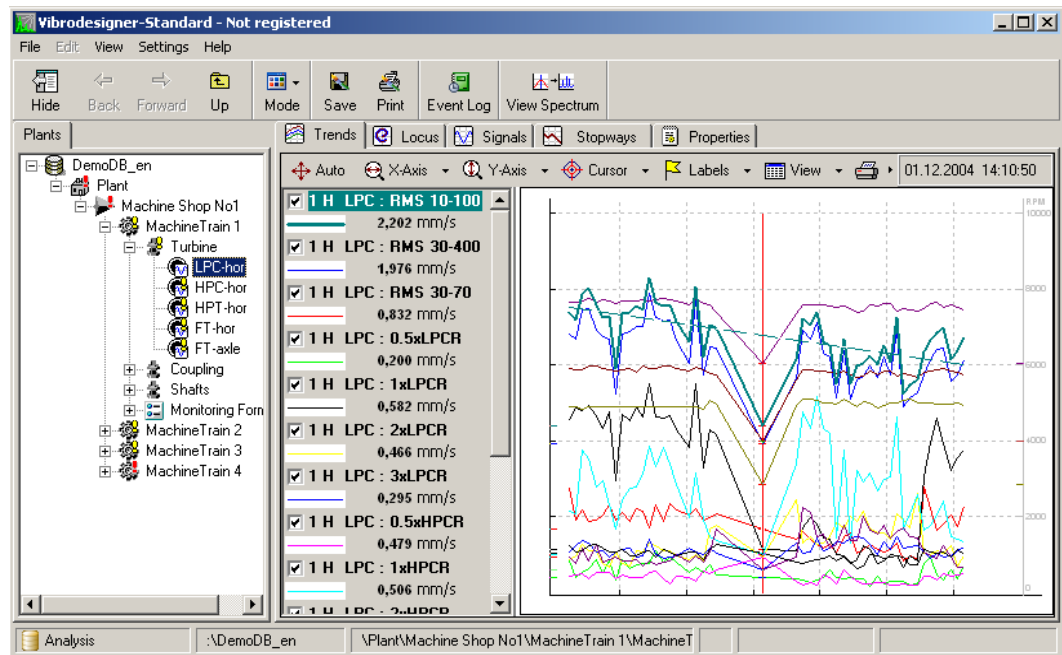 Vibrodesigner-Standard - Not registered
File Edit View Settings Help
Hide Back Forward Up Mode Save Print Event Log View Spectrum
Plants Trends Locus Signals Stopways Properties
Auto X-Axis Y-Axis Cursor Labels View 01.12.2004 14:10:50
DemoDB_en
Plant
Machine Shop No1
MachineTrain 1
Turbine
LPC-hor
HPC-hor
HPT-hor
FT-hor
FT-axle
Coupling
Shafts
Monitoring Forn
MachineTrain 2
MachineTrain 3
MachineTrain 4
1 H LPC : RMS 10-100
2,202 mm/s
1 H LPC : RMS 30-400
1,976 mm/s
1 H LPC : RMS 30-70
0,832 mm/s
1 H LPC : 0.5xLPCR
0,200 mm/s
1 H LPC : 1xLPCR
0,582 mm/s
1 H LPC : 2xLPCR
0,466 mm/s
1 H LPC : 3xLPCR
0,295 mm/s
1 H LPC : 0.5xHPCR
0,479 mm/s
1 H LPC : 1xHPCR
0,506 mm/s
1 H LPC : 2xHPCR
RPM
10000
8000
6000
4000
2000
0
Analysis :\DemoDB_en \Plant\Machine Shop No1\MachineTrain 1\MachineT